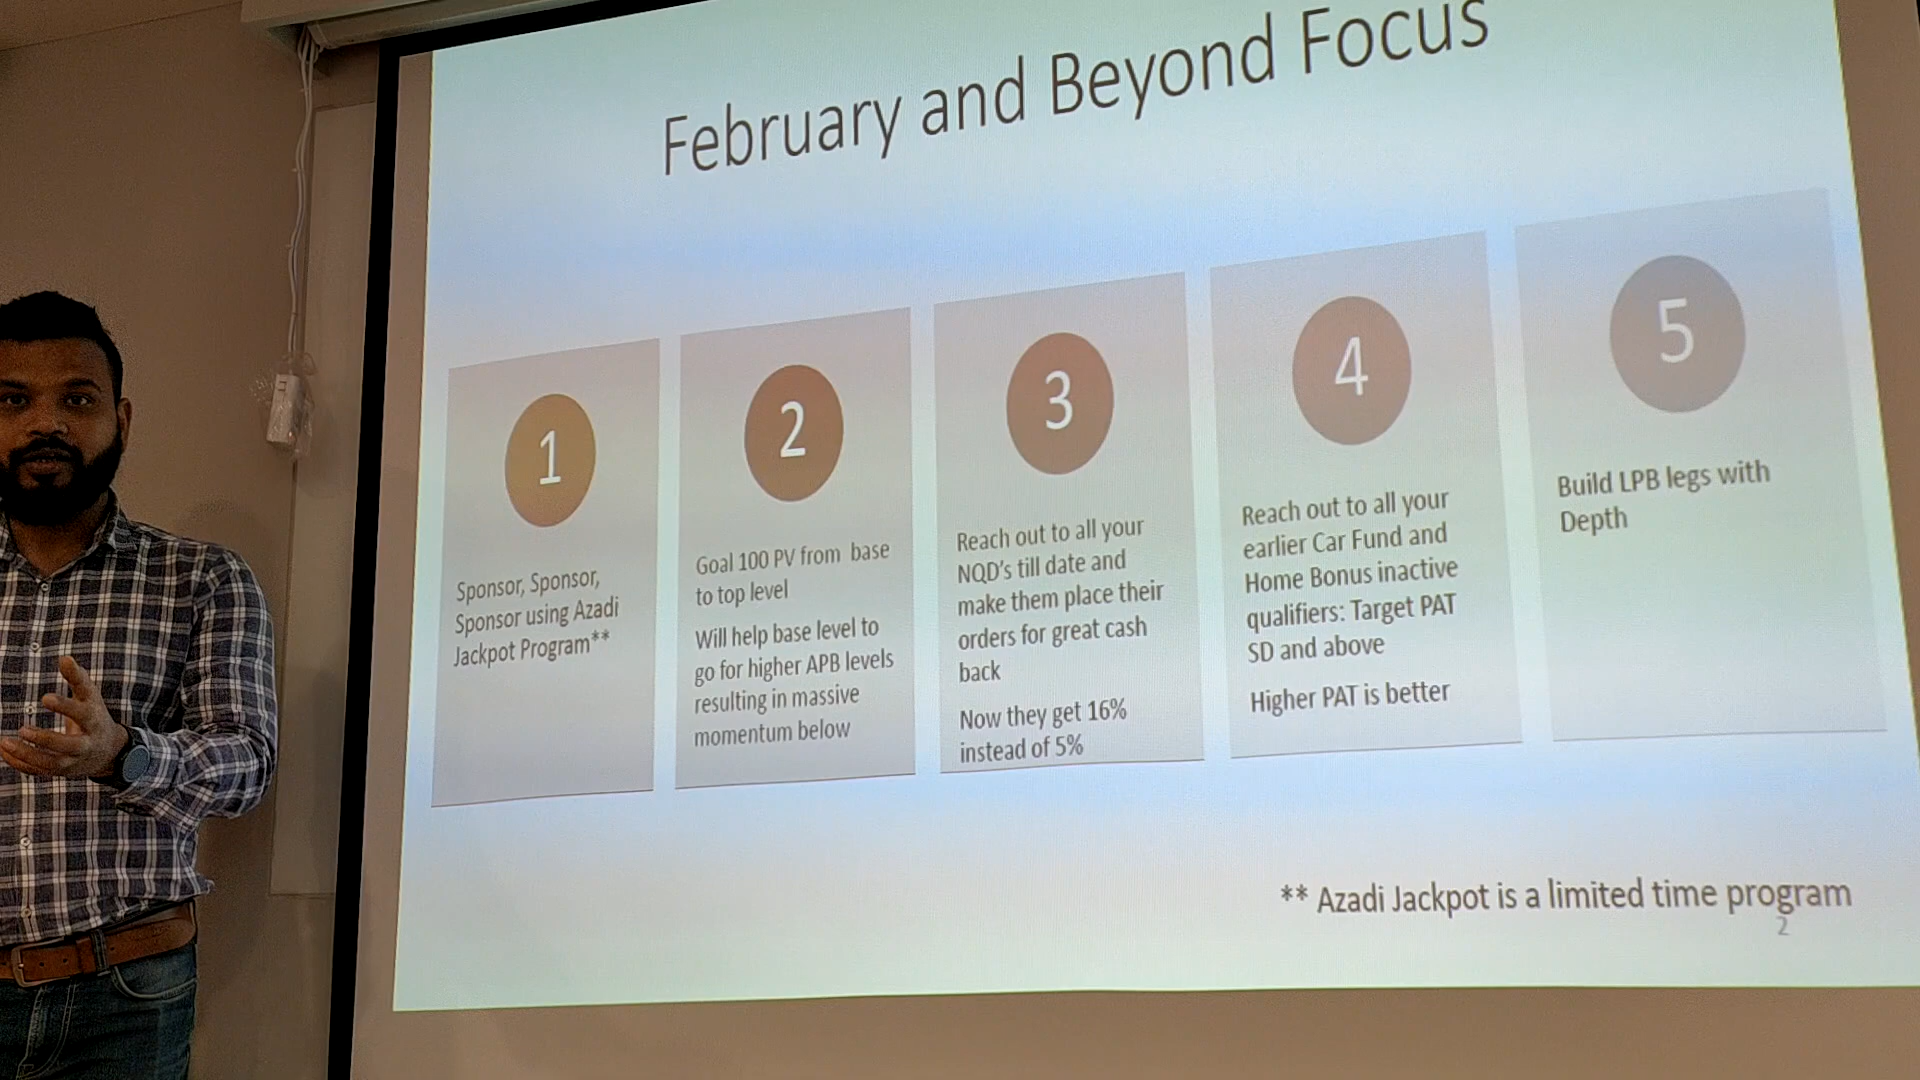 February and Beyond Focus
1
Sponsor, Sponsor,
Sponsor using Azadi
Jackpot Program**
2
Goal 100 PV from base
to top level
Will help base level to
go for higher APB levels
resulting in massive
momentum below
3
Reach out to all your
NQD's till date and
make them place their
orders for great cash
back
Now they get 16%
instead of 5%
4
Reach out to all your
earlier Car Fund and
Home Bonus inactive
qualifiers: Target PAT
SD and above
Higher PAT is better
5
Build LPB legs with
Depth
** Azadi Jackpot is a limited time program
2